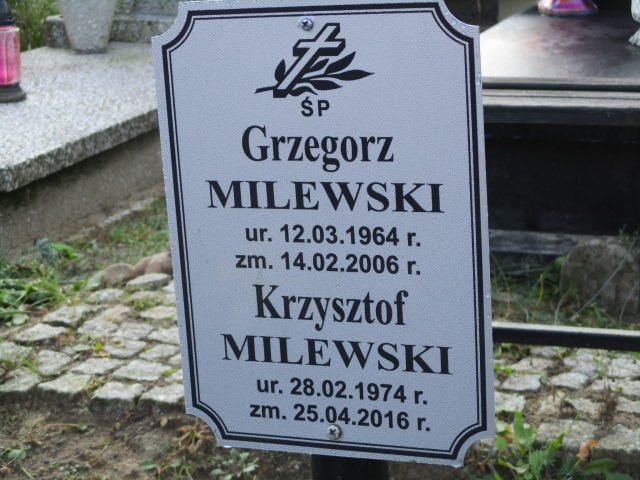 ŚP
Grzegorz
MILEWSKI
ur. 12.03.1964 r.
zm. 14.02.2006 r.
Krzysztof
MILEWSKI
ur. 28.02.1974 r.
zm. 25.04.2016 r.